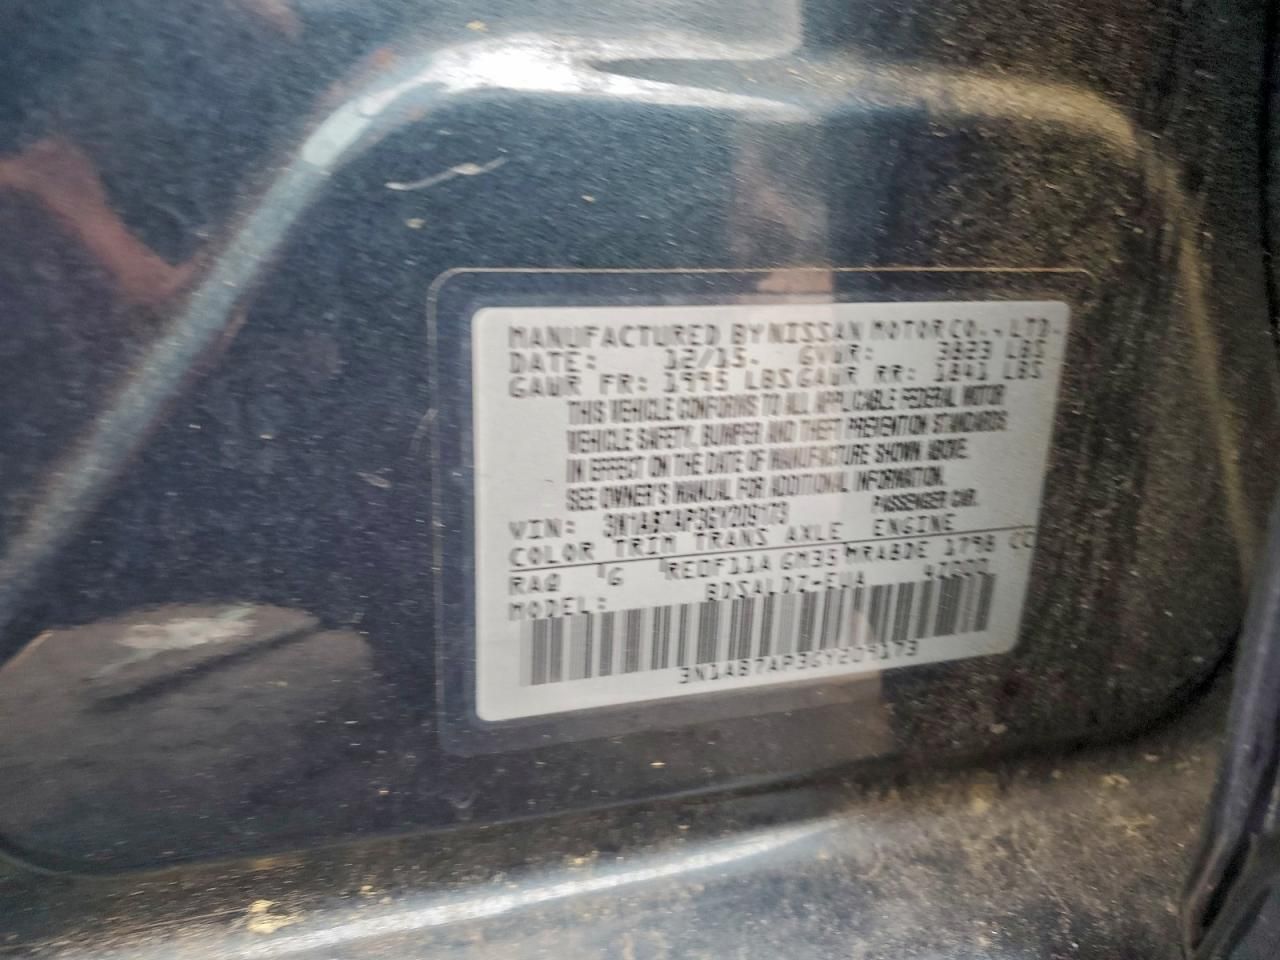 MANUFACTURED BY NISSAN MOTOR CO., LTD.
DATE: 12/15. GVWR: 3823 LBS
GAWR FR: 1995 LBS GAWR RR: 1841 LBS
THIS VEHICLE CONFORMS TO ALL APPLICABLE FEDERAL MOTOR
VEHICLE SAFETY, BUMPER AND THEFT PREVENTION STANDARDS
IN EFFECT ON THE DATE OF MANUFACTURE SHOWN ABOVE.
SEE OWNER'S MANUAL FOR ADDITIONAL INFORMATION.
VIN: 3N1AB7AP3GY209173 PASSENGER CAR.
COLOR TRIM TRANS AXLE ENGINE
RAQ G RE0F11A GM35 MRA8DE 1798 CC
MODEL: BDSALDZ-EUA
3N1AB7AP3GY209173